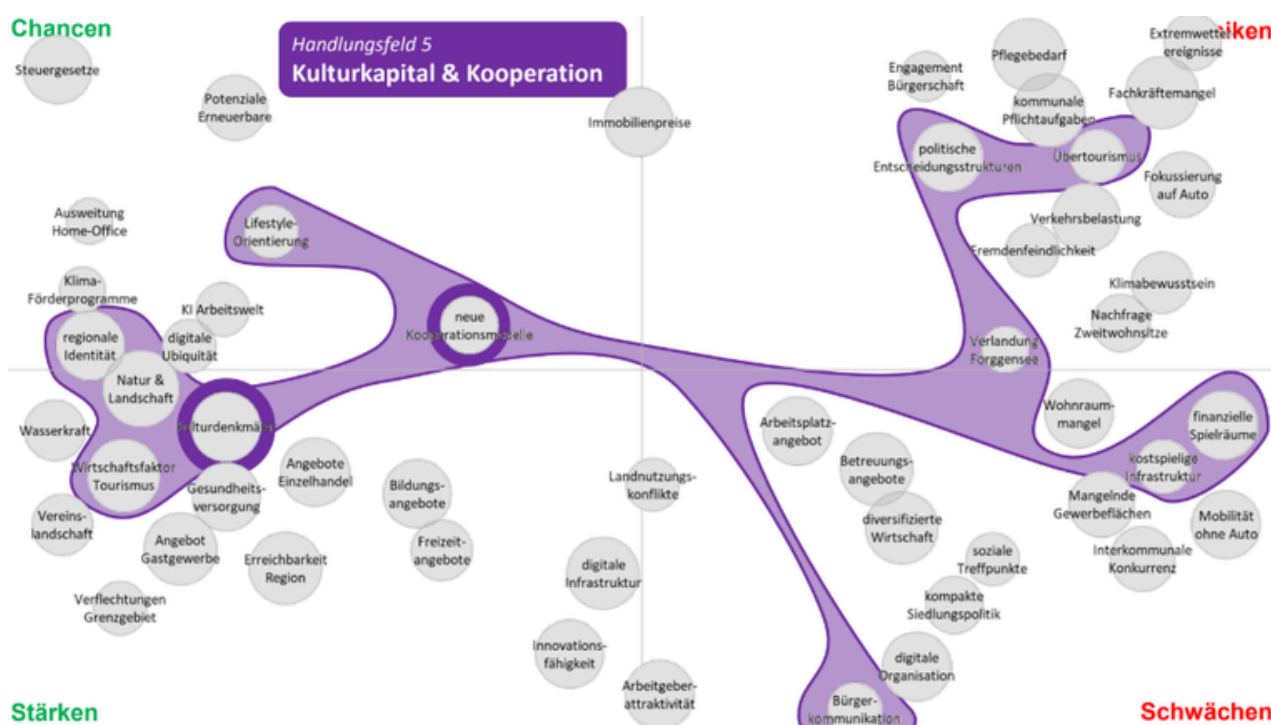 Chancen
Handlungsfeld 5
Kulturkapital & Kooperation
Steuergesetze
Potenziale
Erneuerbare
Immobilienpreise
Engagement
Bürgerschaft
Pflegebedarf
Extremwetter-
ereignisse
iken
kommunale
Pflichtaufgaben
Fachkräftemangel
politische
Entscheidungsstrukturen
Übertourismus
Fokussierung
auf Auto
Ausweitung
Home-Office
Lifestyle-
Orientierung
Verkehrsbelastung
Fremdenfeindlichkeit
Klima-
Förderprogramme
KI Arbeitswelt
neue
Kooperationsmodelle
Klimabewusstsein
Nachfrage
Zweitwohnsitze
regionale
Identität
digitale
Ubiquität
Verlandung
Forggensee
Natur &
Landschaft
Wasserkraft
Kulturdenkmäler
Arbeitsplatz-
angebot
Wohnraum-
mangel
finanzielle
Spielräume
Wirtschaftsfaktor
Tourismus
Gesundheits-
versorgung
Angebote
Einzelhandel
Bildungs-
angebote
Landnutzungs-
konflikte
Betreuungs-
angebote
kostspielige
Infrastruktur
Mangelnde
Gewerbeflächen
Vereins-
landschaft
Angebot
Gastgewerbe
Erreichbarkeit
Region
Freizeit-
angebote
diversifizierte
Wirtschaft
Mobilität
ohne Auto
digitale
Infrastruktur
soziale
Treffpunkte
Interkommunale
Konkurrenz
Verflechtungen
Grenzgebiet
kompakte
Siedlungspolitik
Innovations-
fähigkeit
digitale
Organisation
Arbeitgeber-
attraktivität
Bürger-
kommunikation
Stärken
Schwächen